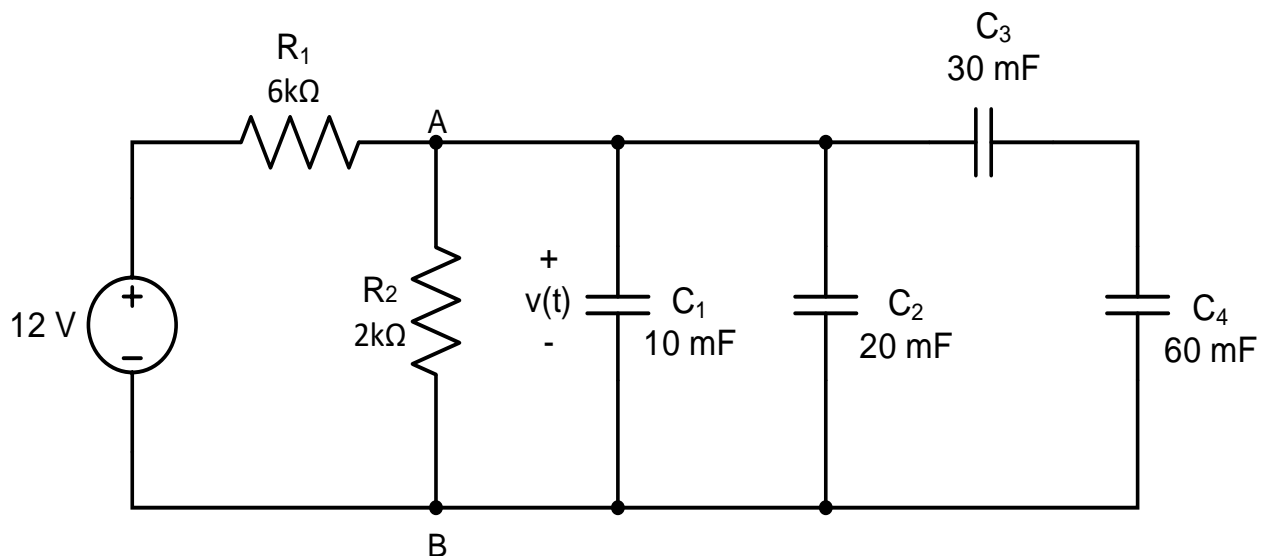 C₃
30 mF
R₁
6kΩ
A
+
v(t)
-
R₂
2kΩ
C₁
10 mF
C₂
20 mF
C₄
60 mF
12 V
+
−
B